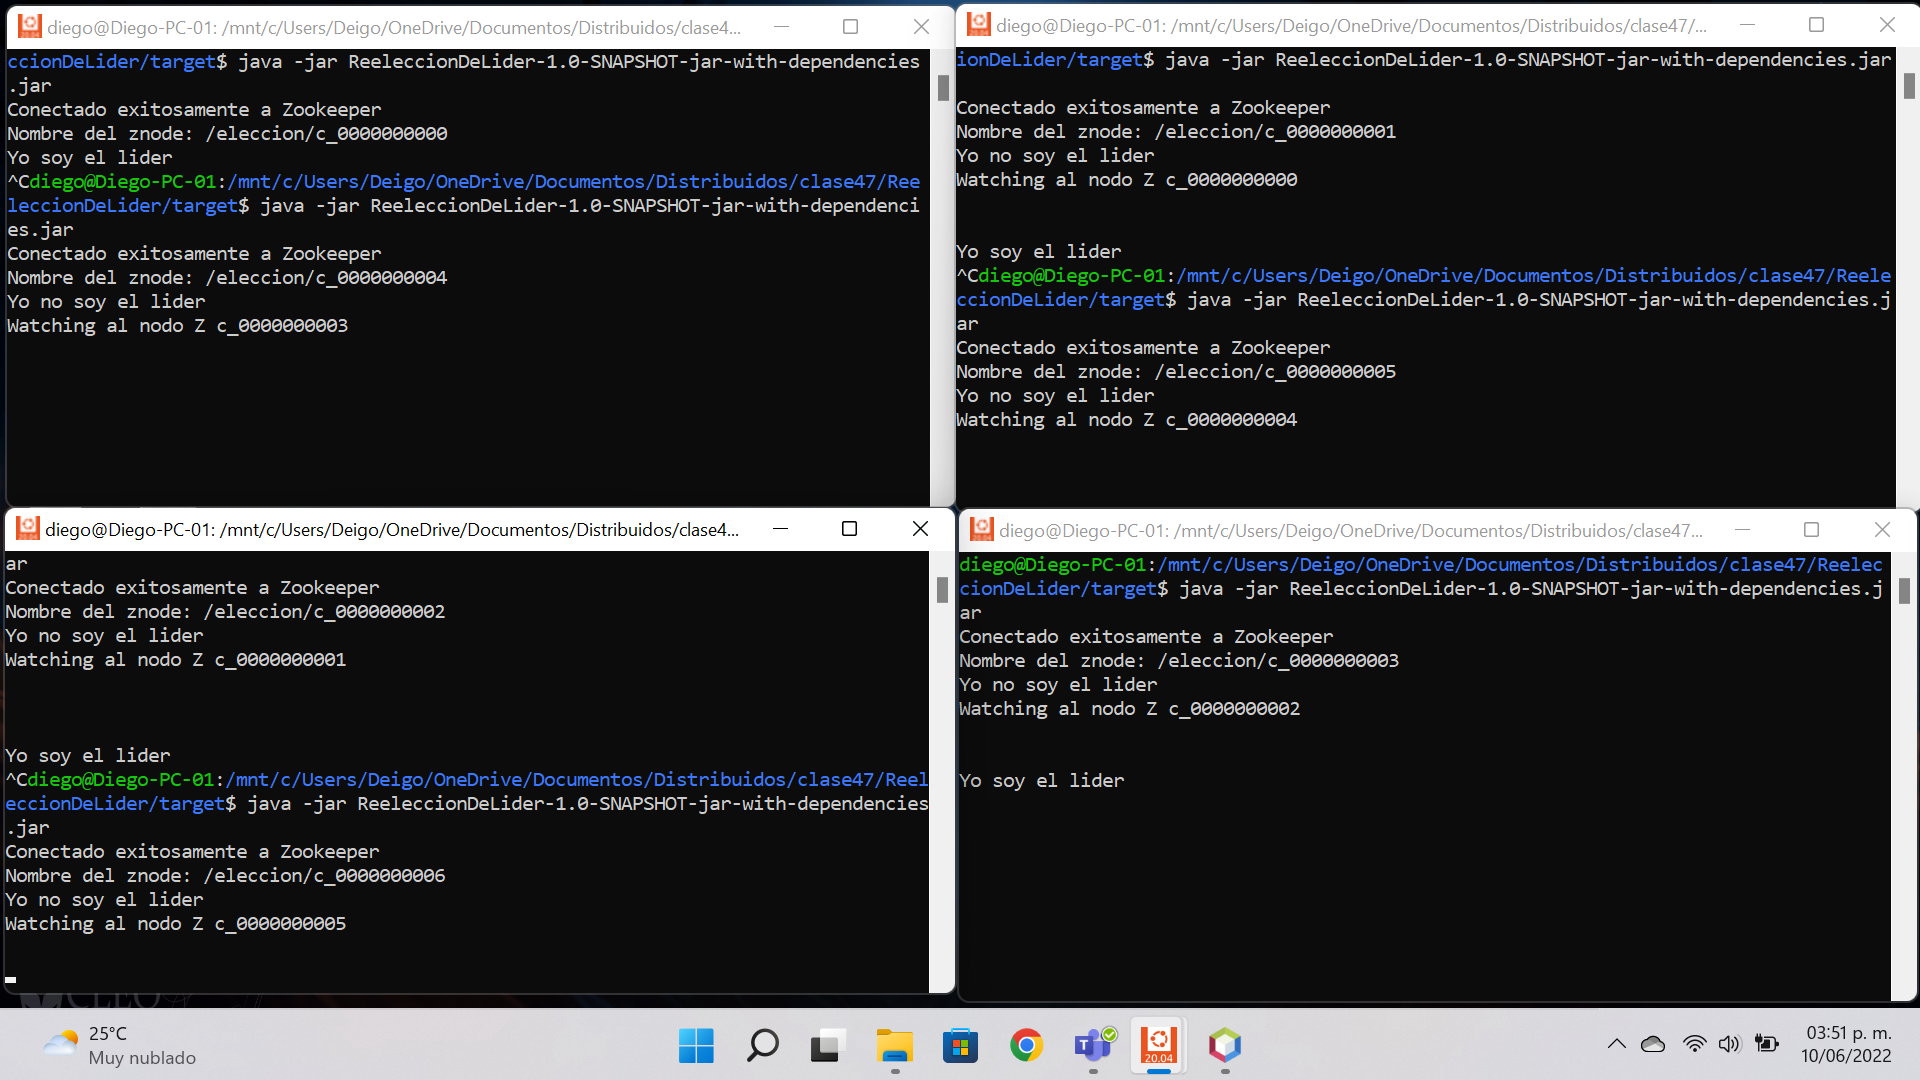 diego@Diego-PC-01: /mnt/c/Users/Deigo/OneDrive/Documentos/Distribuidos/clase4...
ccionDeLider/target$ java -jar ReeleccionDeLider-1.0-SNAPSHOT-jar-with-dependencies
.jar
Conectado exitosamente a Zookeeper
Nombre del znode: /eleccion/c_0000000000
Yo soy el lider
^Cdiego@Diego-PC-01:/mnt/c/Users/Deigo/OneDrive/Documentos/Distribuidos/clase47/Ree
leccionDeLider/target$ java -jar ReeleccionDeLider-1.0-SNAPSHOT-jar-with-dependenci
es.jar
Conectado exitosamente a Zookeeper
Nombre del znode: /eleccion/c_0000000004
Yo no soy el lider
Watching al nodo Z c_0000000003
diego@Diego-PC-01: /mnt/c/Users/Deigo/OneDrive/Documentos/Distribuidos/clase47/...
ionDeLider/target$ java -jar ReeleccionDeLider-1.0-SNAPSHOT-jar-with-dependencies.jar
Conectado exitosamente a Zookeeper
Nombre del znode: /eleccion/c_0000000001
Yo no soy el lider
Watching al nodo Z c_0000000000
Yo soy el lider
^Cdiego@Diego-PC-01:/mnt/c/Users/Deigo/OneDrive/Documentos/Distribuidos/clase47/Reele
ccionDeLider/target$ java -jar ReeleccionDeLider-1.0-SNAPSHOT-jar-with-dependencies.j
ar
Conectado exitosamente a Zookeeper
Nombre del znode: /eleccion/c_0000000005
Yo no soy el lider
Watching al nodo Z c_0000000004
diego@Diego-PC-01: /mnt/c/Users/Deigo/OneDrive/Documentos/Distribuidos/clase4...
ar
Conectado exitosamente a Zookeeper
Nombre del znode: /eleccion/c_0000000002
Yo no soy el lider
Watching al nodo Z c_0000000001
Yo soy el lider
^Cdiego@Diego-PC-01:/mnt/c/Users/Deigo/OneDrive/Documentos/Distribuidos/clase47/Reel
eccionDeLider/target$ java -jar ReeleccionDeLider-1.0-SNAPSHOT-jar-with-dependencies
.jar
Conectado exitosamente a Zookeeper
Nombre del znode: /eleccion/c_0000000006
Yo no soy el lider
Watching al nodo Z c_0000000005
diego@Diego-PC-01: /mnt/c/Users/Deigo/OneDrive/Documentos/Distribuidos/clase47...
diego@Diego-PC-01:/mnt/c/Users/Deigo/OneDrive/Documentos/Distribuidos/clase47/Reelec
cionDeLider/target$ java -jar ReeleccionDeLider-1.0-SNAPSHOT-jar-with-dependencies.j
ar
Conectado exitosamente a Zookeeper
Nombre del znode: /eleccion/c_0000000003
Yo no soy el lider
Watching al nodo Z c_0000000002
Yo soy el lider
25°C
Muy nublado
20.04
03:51 p. m.
10/06/2022